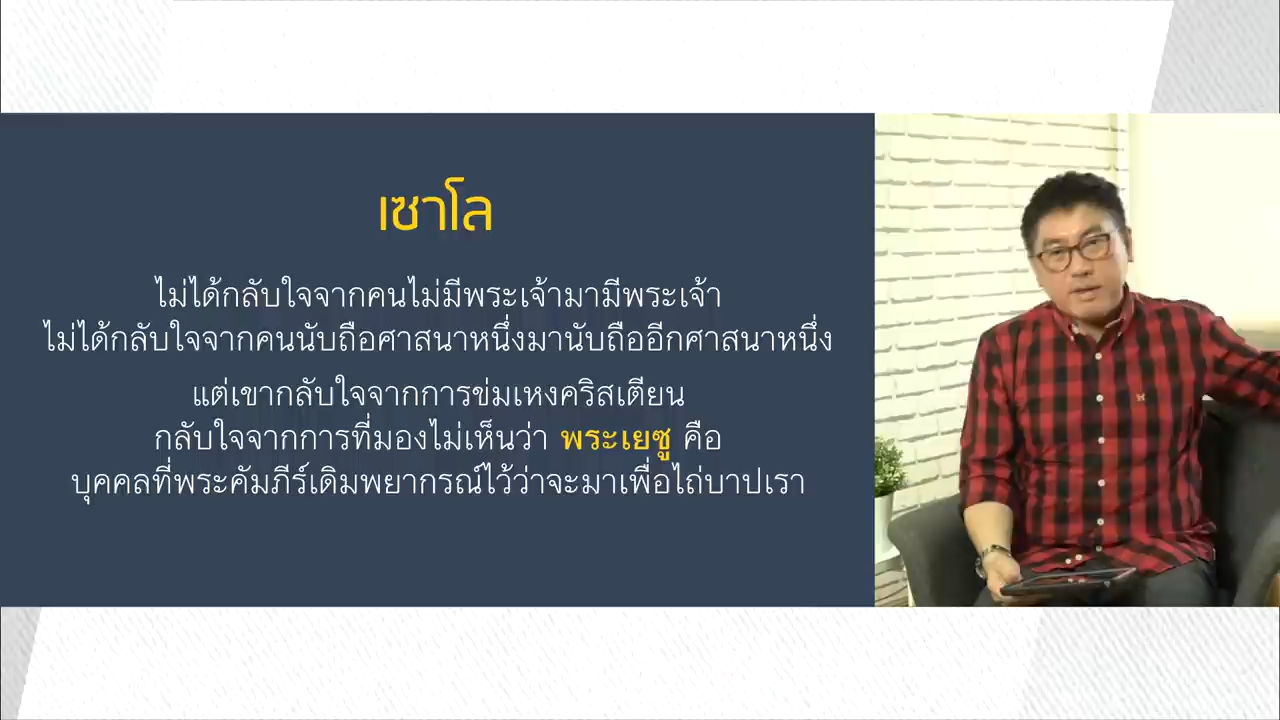 เซาโล
ไม่ได้กลับใจจากคนไม่มีพระเจ้ามามีพระเจ้า
ไม่ได้กลับใจจากคนนับถือศาสนาหนึ่งมานับถืออีกศาสนาหนึ่ง
แต่เขากลับใจจากการข่มเหงคริสเตียน
กลับใจจากการที่มองไม่เห็นว่า พระเยซู คือ
บุคคลที่พระคัมภีร์เดิมพยากรณ์ไว้ว่าจะมาเพื่อไถ่บาปเรา